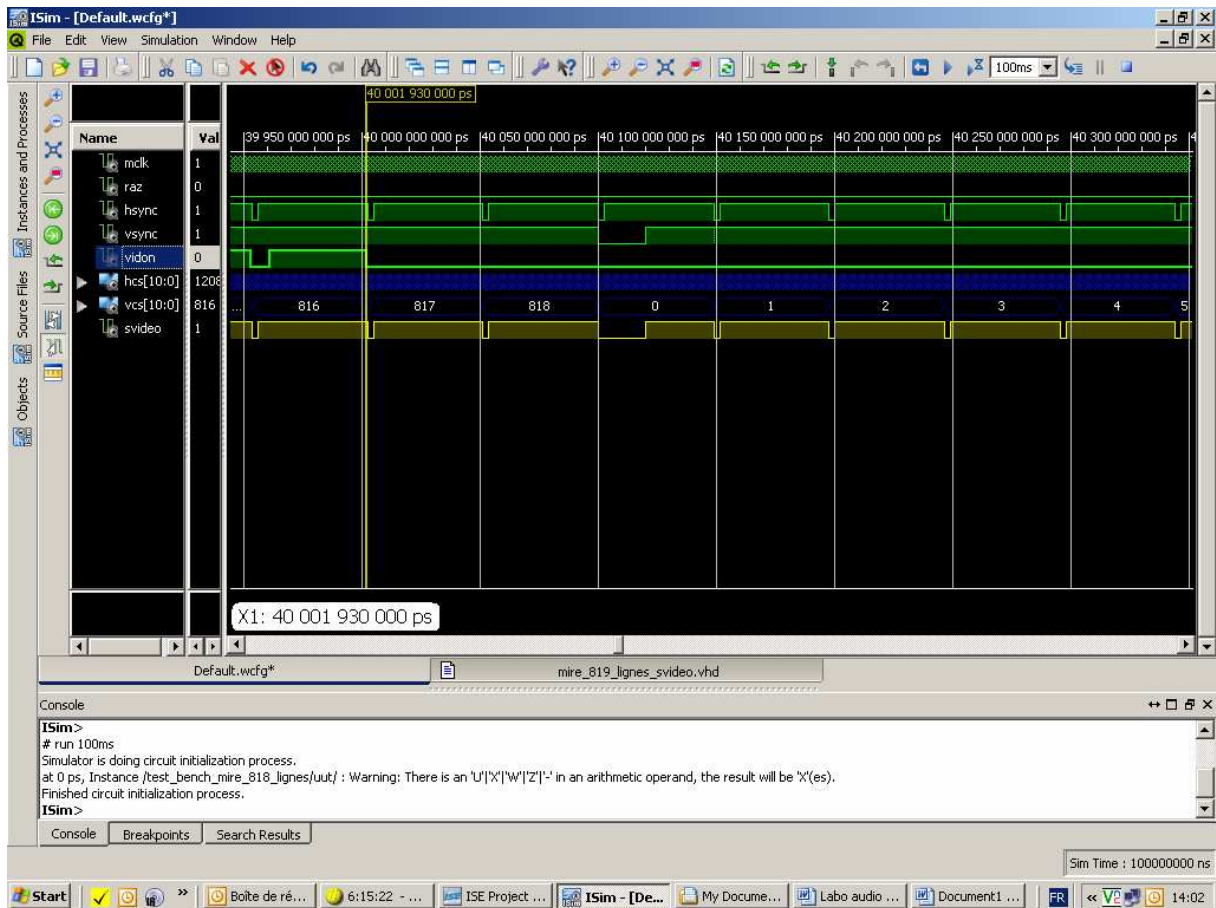 ISim - [Default.wcfg*]
File Edit View Simulation Window Help
100ms
Instances and Processes
Source Files
Objects
40 001 930 000 ps
Name Val
39 950 000 000 ps 40 000 000 000 ps 40 050 000 000 ps 40 100 000 000 ps 40 150 000 000 ps 40 200 000 000 ps 40 250 000 000 ps 40 300 000 000 ps 4
mclk 1
raz 0
hsync 1
vsync 1
vidon 0
hcs[10:0] 1208
vcs[10:0] 816 ... 816 817 818 0 1 2 3 4 5
svideo 1
X1: 40 001 930 000 ps
Default.wcfg* mire_819_lignes_svideo.vhd
Console
ISim>
# run 100ms
Simulator is doing circuit initialization process.
at 0 ps, Instance /test_bench_mire_818_lignes/uut/ : Warning: There is an 'U'|'X'|'W'|'Z'|'-' in an arithmetic operand, the result will be 'X'(es).
Finished circuit initialization process.
ISim>
Console Breakpoints Search Results
Sim Time : 100000000 ns
Start » Boîte de ré... 6:15:22 - ... ISE Project ... ISim - [De... My Docume... Labo audio ... Document1 ... FR « 14:02